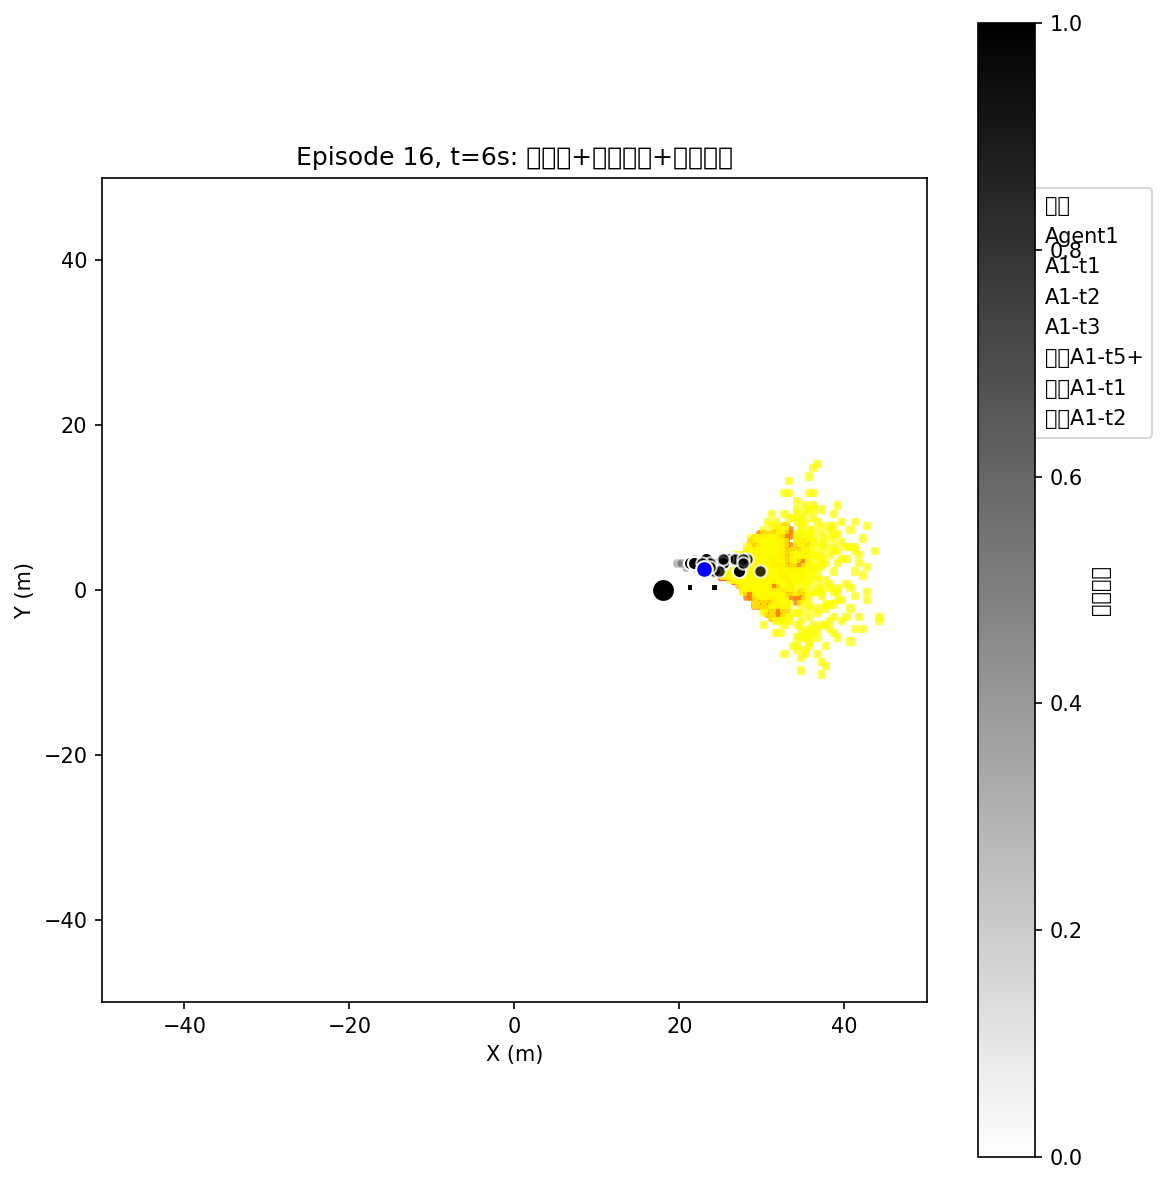 Episode 16, t=6s: □□□+□□□□+□□□□
40
20
0
−20
−40
Y (m)
−40
−20
0
20
40
X (m)
1.0
0.8
0.6
0.4
0.2
0.0
□□□□
□□
Agent1
A1-t1
A1-t2
A1-t3
□□A1-t5+
□□A1-t1
□□A1-t2